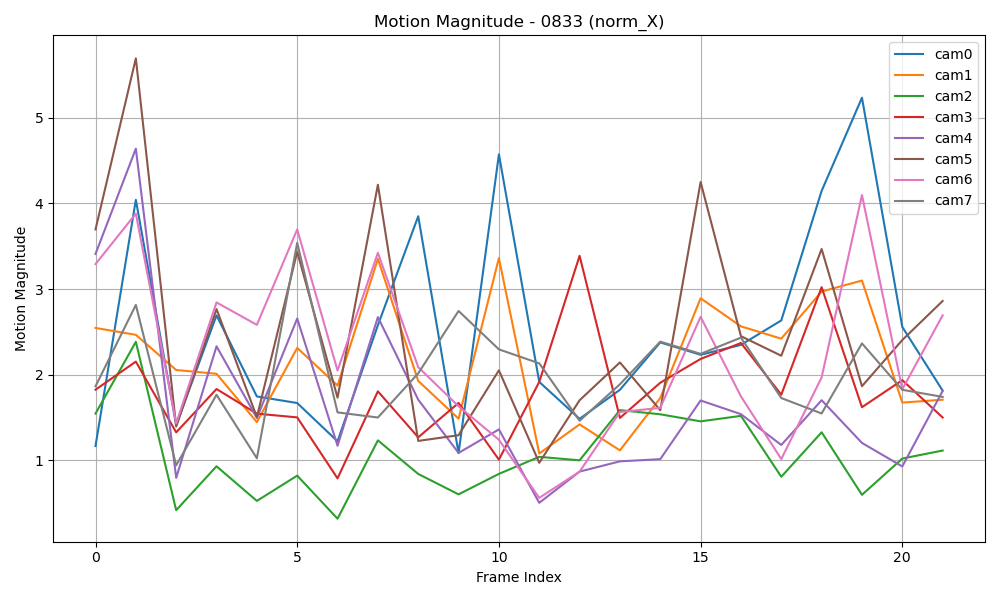 Motion Magnitude - 0833 (norm_X)
cam0
cam1
cam2
cam3
cam4
cam5
cam6
cam7
Motion Magnitude
5
4
3
2
1
0 5 10 15 20
Frame Index